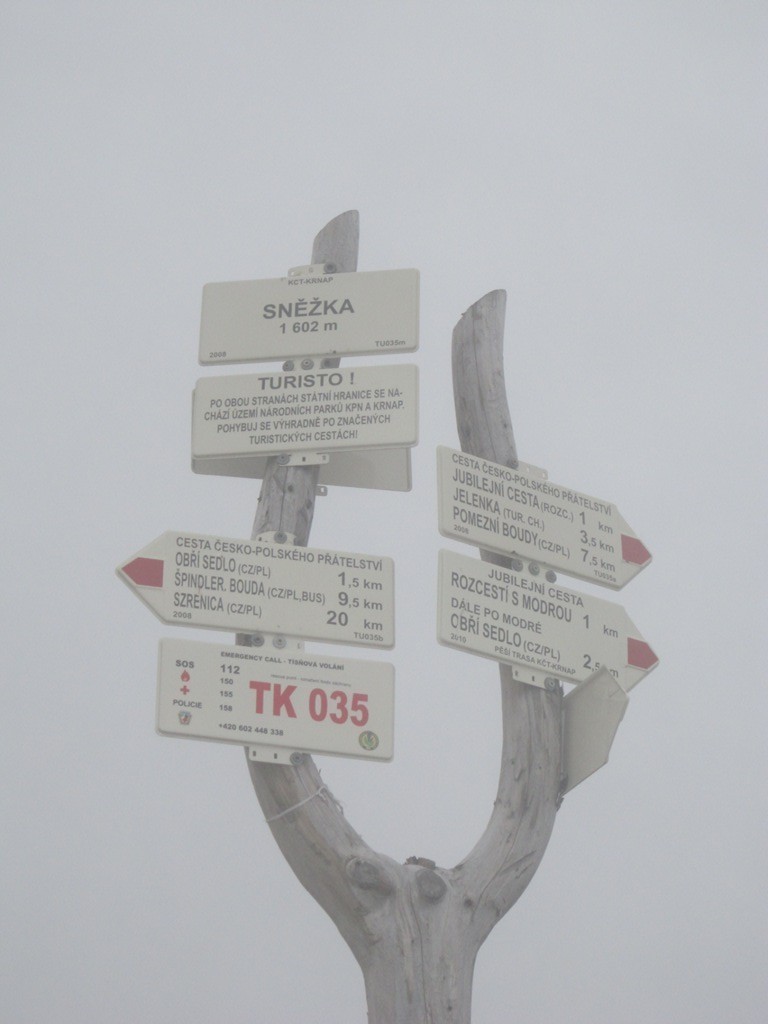 KČT-KRNAP
SNĚŽKA
1 602 m
2008 TU035m
TURISTO !
PO OBOU STRANÁCH STÁTNÍ HRANICE SE NA-
CHÁZÍ ÚZEMÍ NÁRODNÍCH PARKŮ KPN A KRNAP.
POHYBUJ SE VÝHRADNĚ PO ZNAČENÝCH
TURISTICKÝCH CESTÁCH!
CESTA ČESKO-POLSKÉHO PŘÁTELSTVÍ
OBŘÍ SEDLO (CZ/PL) 1,5 km
ŠPINDLER. BOUDA (CZ/PL,BUS) 9,5 km
SZRENICA (CZ/PL) 20 km
2008 TU035b
EMERGENCY CALL - TÍSŇOVÁ VOLÁNÍ
SOS 112
150
155
POLICIE 158
TK 035
+420 602 448 338
CESTA ČESKO-POLSKÉHO PŘÁTELSTVÍ
JUBILEJNÍ CESTA (ROZC.) 1 km
JELENKA (TUR. CH.) 3,5 km
POMEZNÍ BOUDY (CZ/PL) 7,5 km
2008 TU035a
JUBILEJNÍ CESTA
ROZCESTÍ S MODROU 1 km
DÁLE PO MODRÉ
OBŘÍ SEDLO (CZ/PL) 2,5 km
2010 PĚŠÍ TRASA KČT-KRNAP